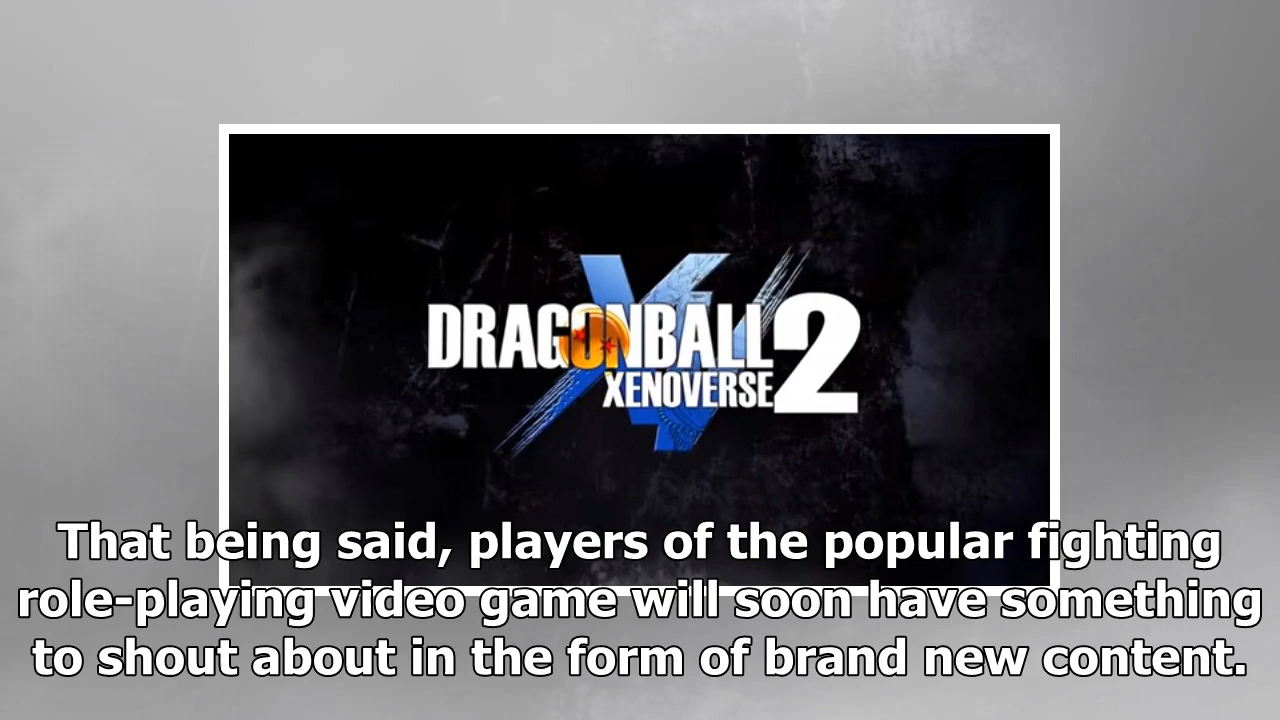 DRAGONBALL 2
XENOVERSE
That being said, players of the popular fighting
role-playing video game will soon have something
to shout about in the form of brand new content.